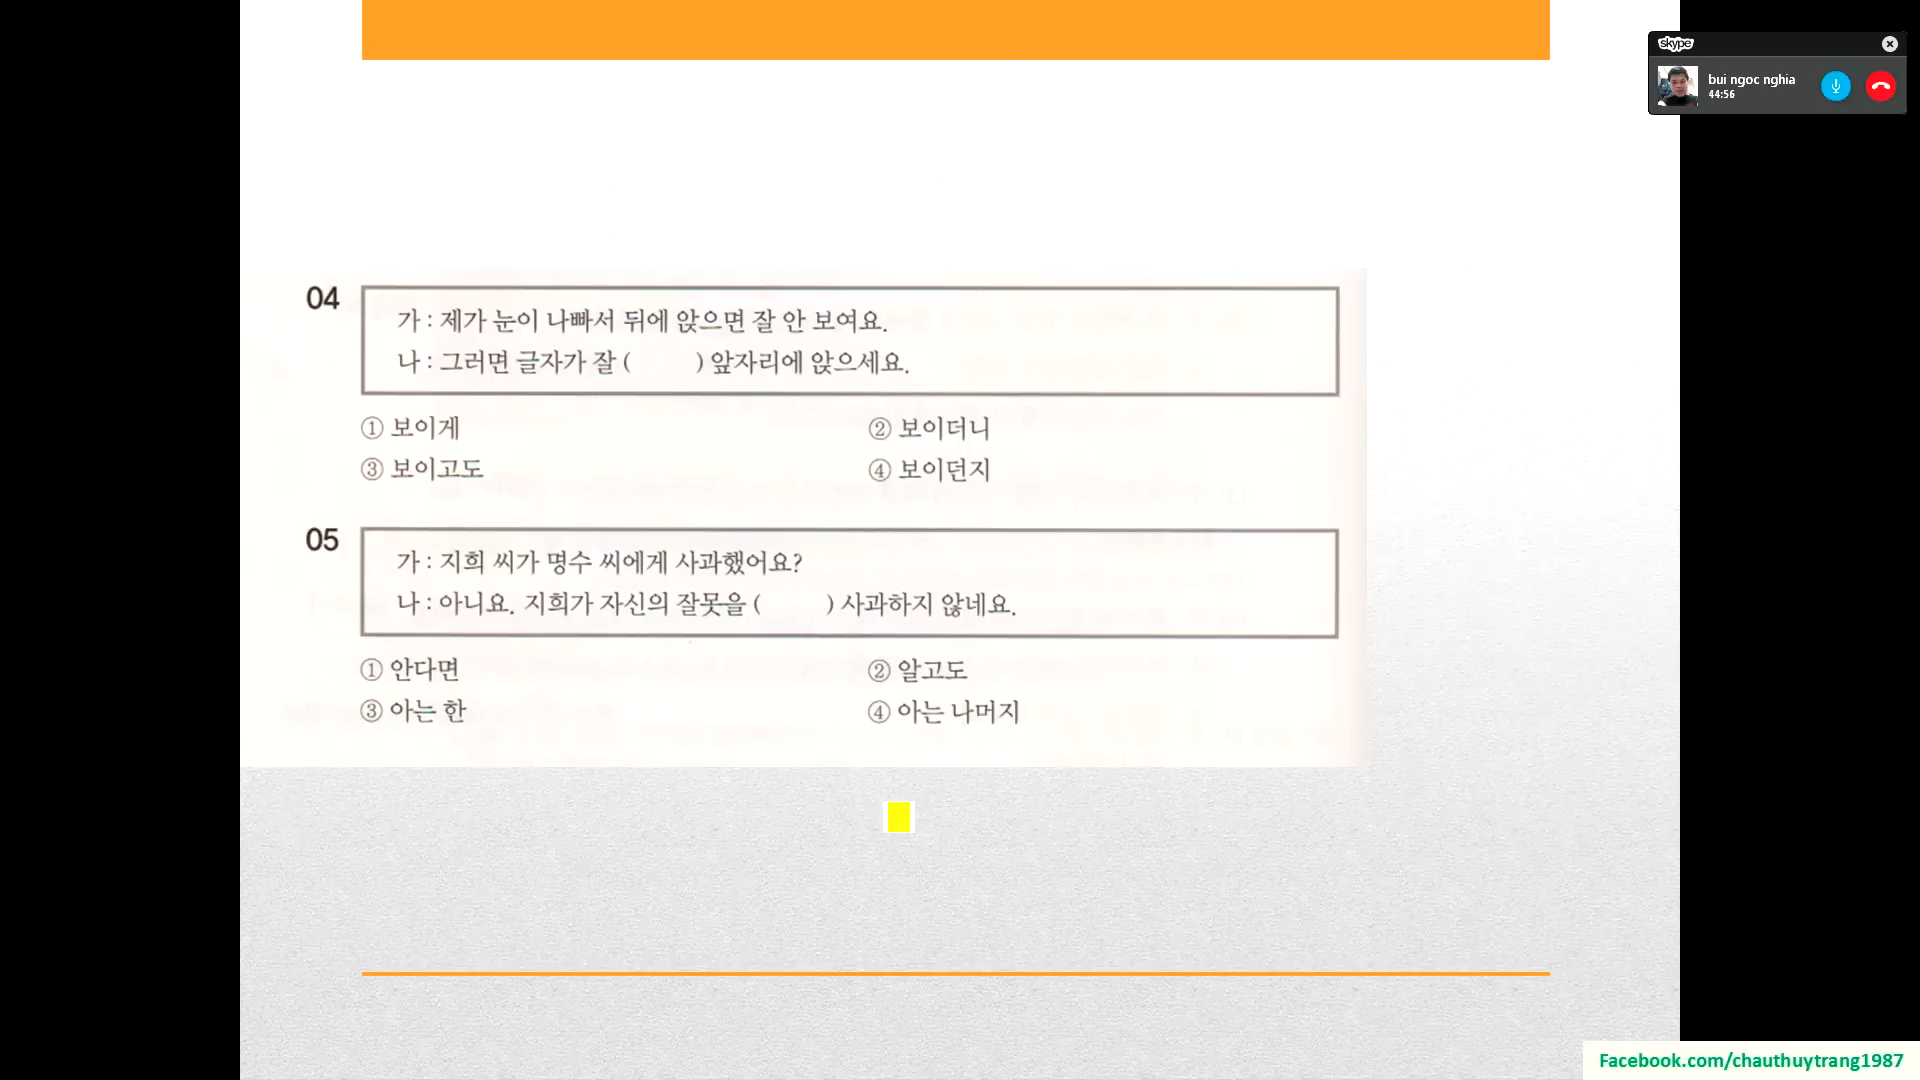 skype
bui ngoc nghia
44:56
04
가 : 제가 눈이 나빠서 뒤에 앉으면 잘 안 보여요.
나 : 그러면 글자가 잘 (          ) 앞자리에 앉으세요.
① 보이게
② 보이더니
③ 보이고도
④ 보이던지
05
가 : 지희 씨가 명수 씨에게 사과했어요?
나 : 아니요. 지희가 자신의 잘못을 (          ) 사과하지 않네요.
① 안다면
② 알고도
③ 아는 한
④ 아는 나머지
Facebook.com/chauthuytrang1987